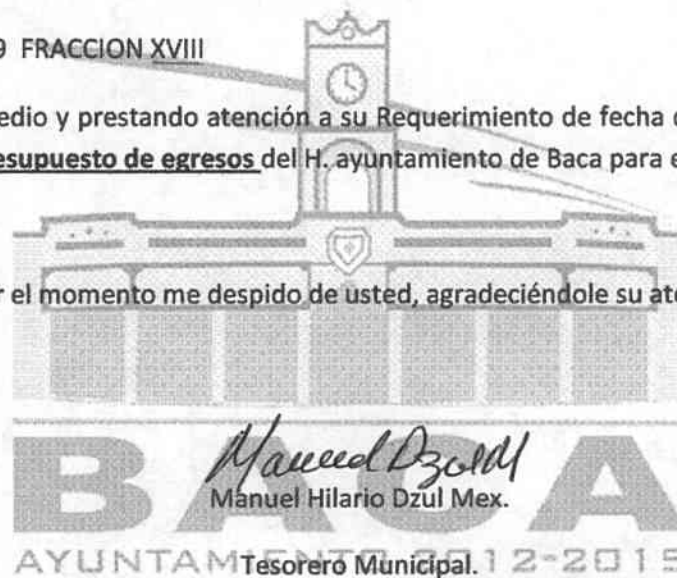 9 FRACCION XVIII
edio y prestando atención a su Requerimiento de fecha
esupuesto de egresos del H. ayuntamiento de Baca para e
r el momento me despido de usted, agradeciéndole su at
Manuel Dzul M
BACA
Manuel Hilario Dzul Mex.
AYUNTAMIENTO 2012-2015
Tesorero Municipal.